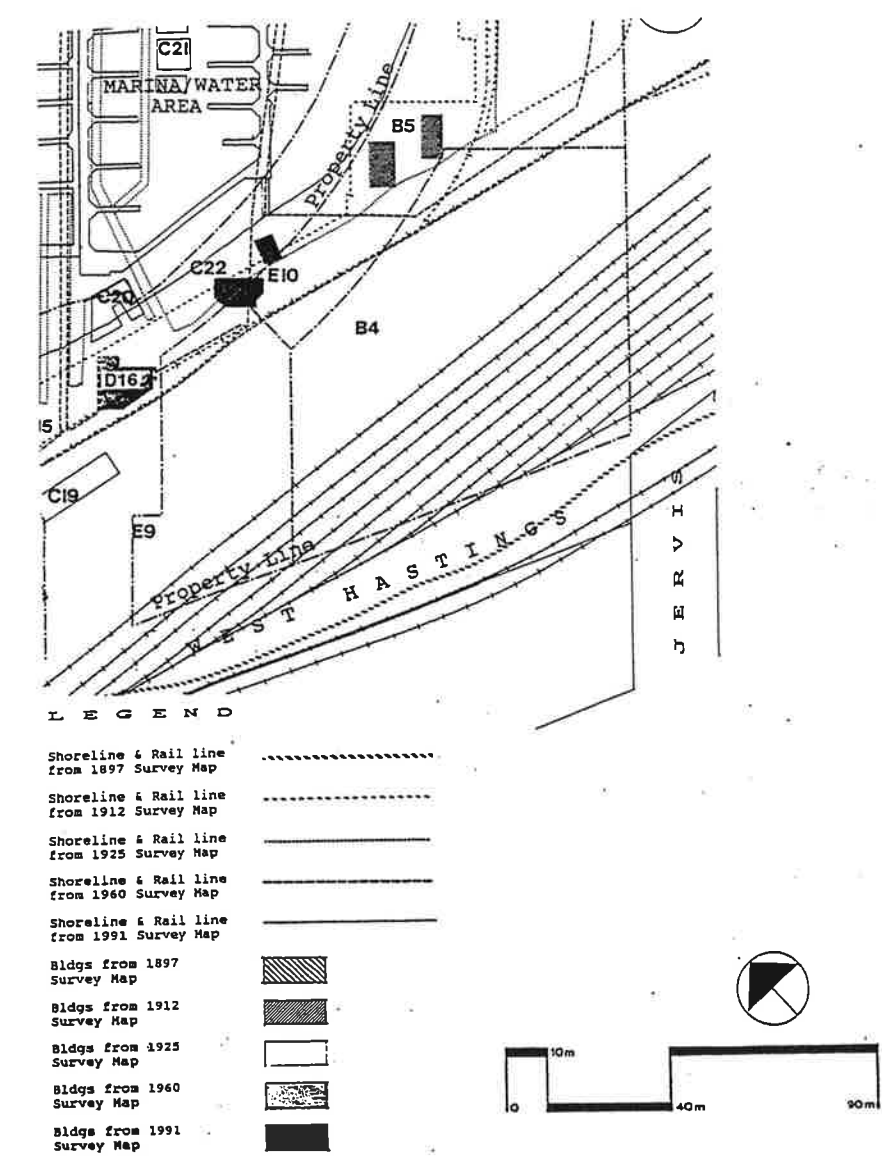 C21
MARINA/WATER
AREA
Property Line
B5
C22
E10
C20
B4
D16
15
C19
E9
Property Line
WEST HASTINGS
JERVIS
LEGEND
Shoreline & Rail line
from 1897 Survey Map
Shoreline & Rail line
from 1912 Survey Map
Shoreline & Rail line
from 1925 Survey Map
Shoreline & Rail line
from 1960 Survey Map
Shoreline & Rail line
from 1991 Survey Map
Bldgs from 1897
Survey Map
Bldgs from 1912
Survey Map
Bldgs from 1925
Survey Map
Bldgs from 1960
Survey Map
Bldgs from 1991
Survey Map
10m
0
40m
90m